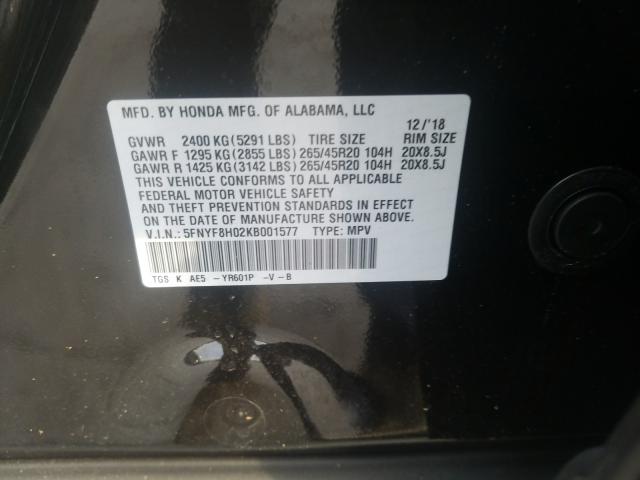 MFD. BY HONDA MFG. OF ALABAMA, LLC
12/'18
GVWR 2400 KG (5291 LBS) TIRE SIZE RIM SIZE
GAWR F 1295 KG (2855 LBS) 265/45R20 104H 20X8.5J
GAWR R 1425 KG (3142 LBS) 265/45R20 104H 20X8.5J
THIS VEHICLE CONFORMS TO ALL APPLICABLE
FEDERAL MOTOR VEHICLE SAFETY
AND THEFT PREVENTION STANDARDS IN EFFECT
ON THE DATE OF MANUFACTURE SHOWN ABOVE.
V.I.N.: 5FNYF8H02KB001577 TYPE: MPV
TGS K AE5 -YR601P -V-B